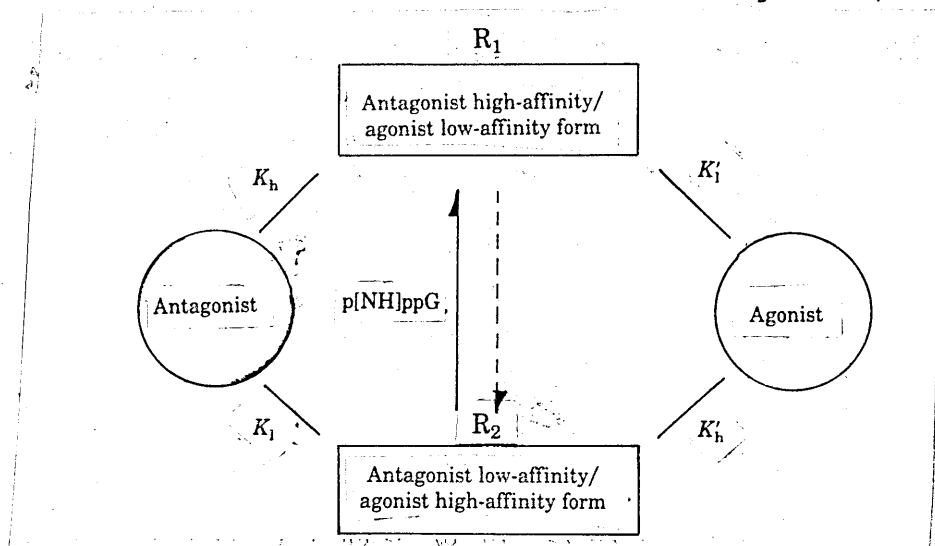 R₁
Antagonist high-affinity/
agonist low-affinity form
Kₕ
K′ₗ
Antagonist
p[NH]ppG
Agonist
Kₗ
R₂
K′ₕ
Antagonist low-affinity/
agonist high-affinity form